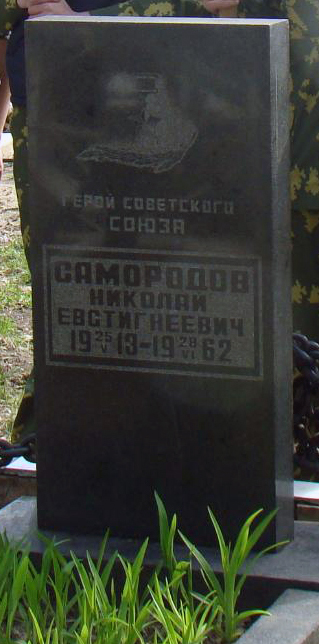 ГЕРОЙ СОВЕТСКОГО
СОЮЗА
САМОРОДОВ
НИКОЛАЙ
ЕВСТИГНЕЕВИЧ
19 25/V 13-19 28/VI 62